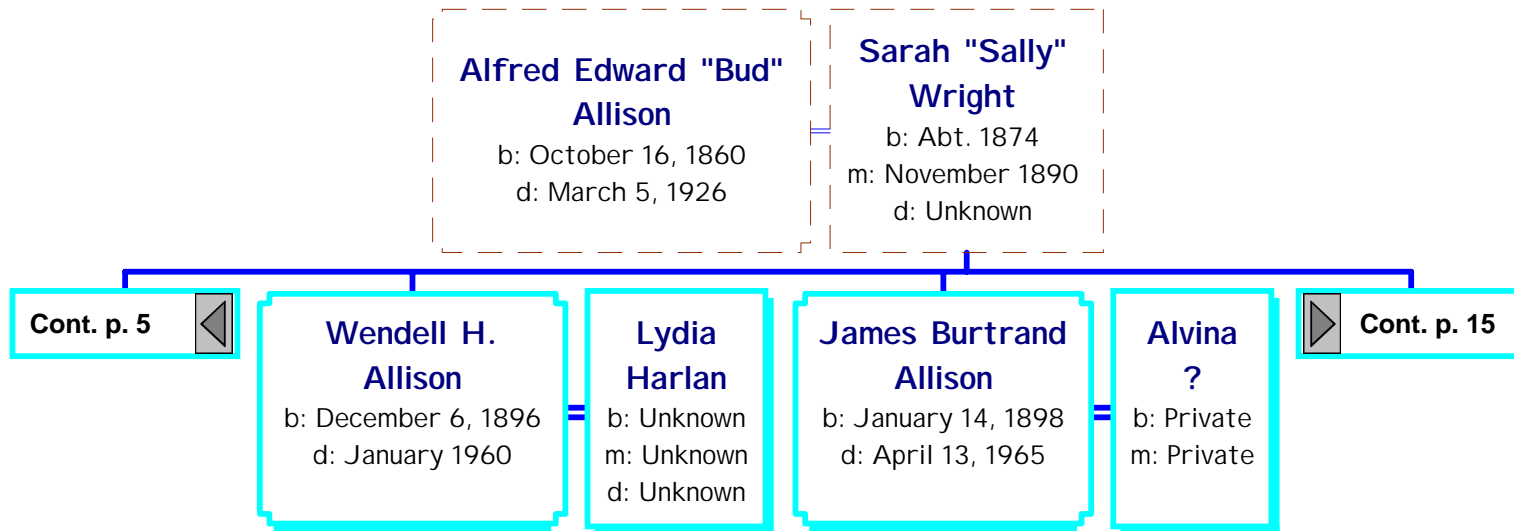 Alfred Edward "Bud"
Allison
b: October 16, 1860
d: March 5, 1926
Sarah "Sally"
Wright
b: Abt. 1874
m: November 1890
d: Unknown
Cont. p. 5
Wendell H.
Allison
b: December 6, 1896
d: January 1960
Lydia
Harlan
b: Unknown
m: Unknown
d: Unknown
James Burtrand
Allison
b: January 14, 1898
d: April 13, 1965
Alvina
?
b: Private
m: Private
Cont. p. 15